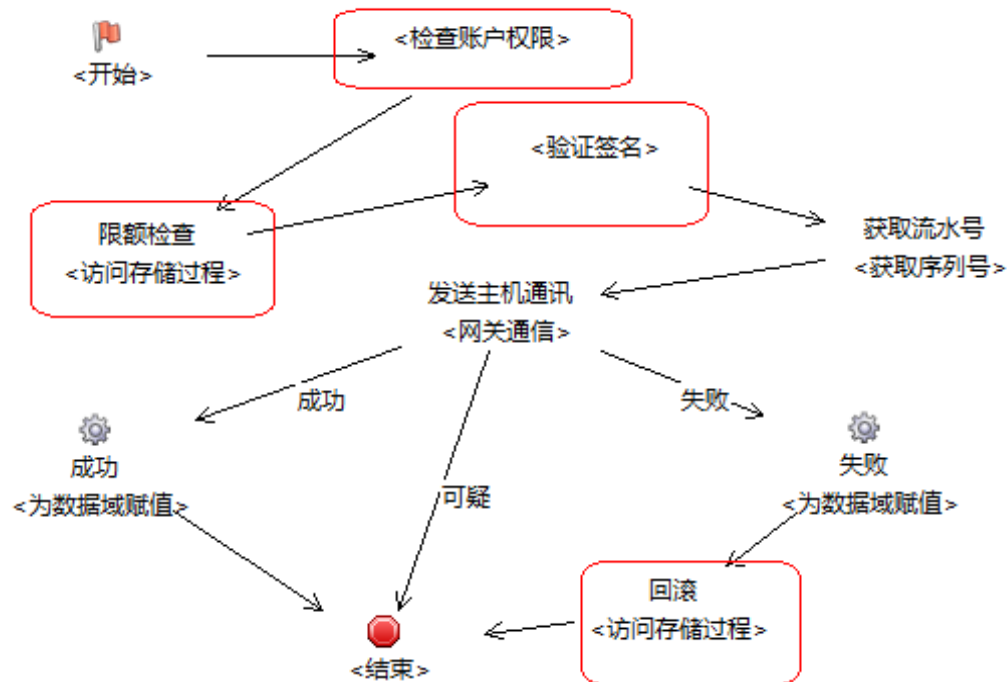 <检查账户权限>
<开始>
<验证签名>
限额检查
<访问存储过程>
获取流水号
<获取序列号>
发送主机通讯
<网关通信>
成功
失败
成功
<为数据域赋值>
可疑
失败
<为数据域赋值>
回滚
<访问存储过程>
<结束>